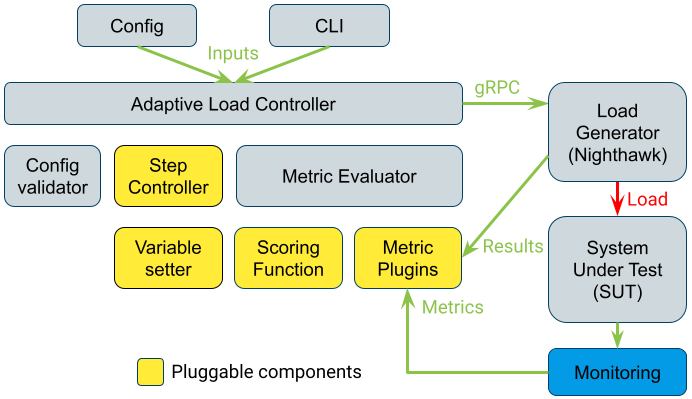 Config
CLI
Inputs
Adaptive Load Controller
gRPC
Load
Generator
(Nighthawk)
Config
validator
Step
Controller
Metric Evaluator
Load
Variable
setter
Scoring
Function
Metric
Plugins
Results
System
Under Test
(SUT)
Metrics
Pluggable components
Monitoring